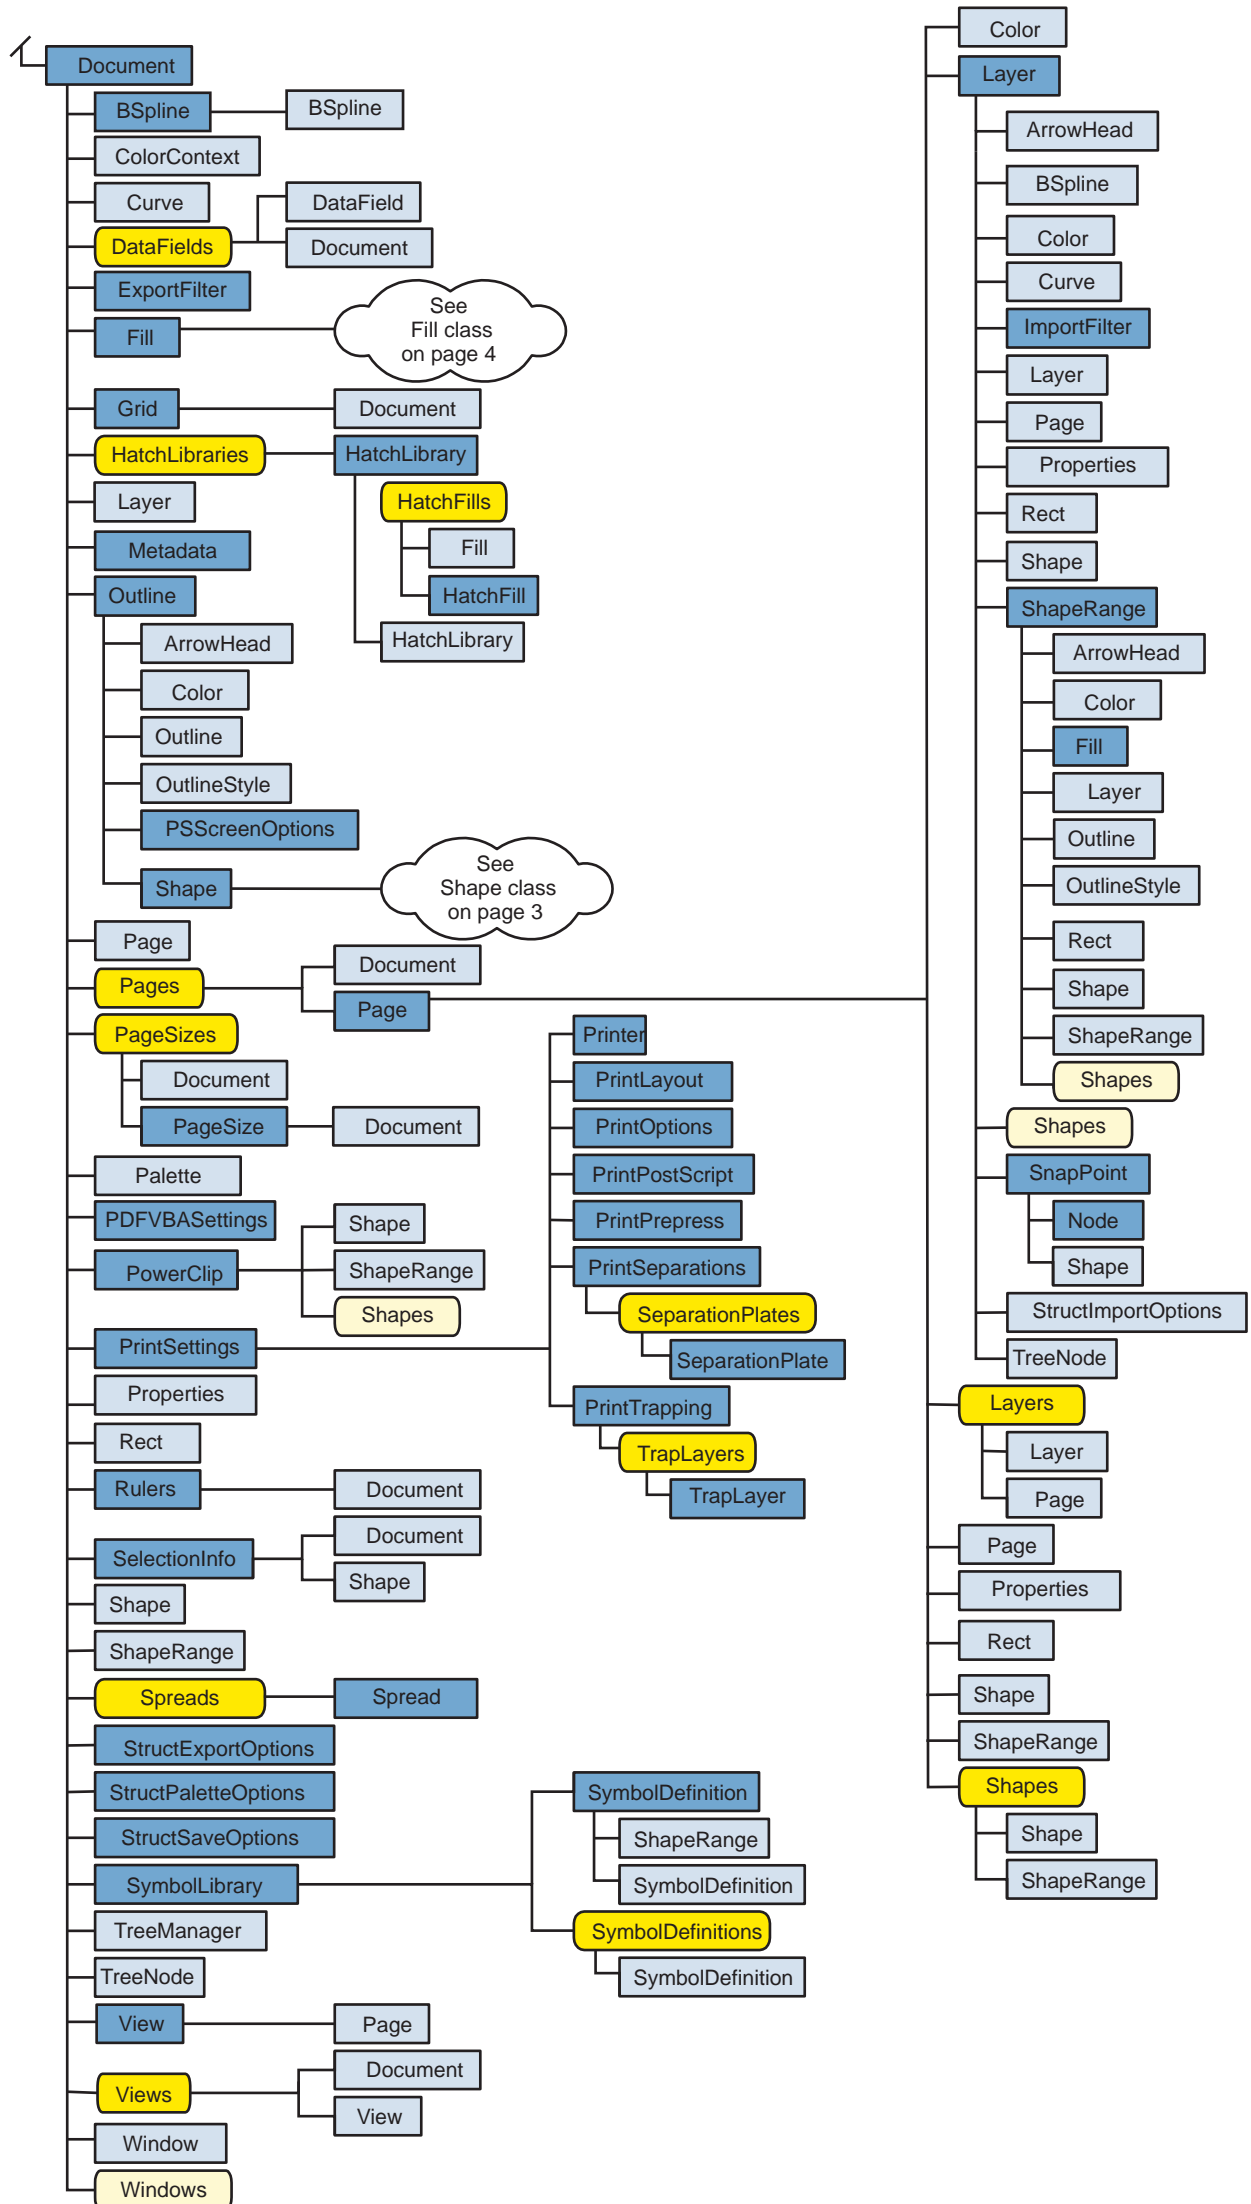 Document
BSpline
BSpline
ColorContext
Curve
DataFields
DataField
Document
ExportFilter
Fill
See
Fill class
on page 4
Grid
Document
HatchLibraries
HatchLibrary
HatchFills
Fill
HatchFill
HatchLibrary
Layer
Metadata
Outline
ArrowHead
Color
Outline
OutlineStyle
PSScreenOptions
Shape
See
Shape class
on page 3
Page
Pages
Document
Page
PageSizes
Document
PageSize
Document
Palette
PDFVBASettings
PowerClip
Shape
ShapeRange
Shapes
PrintSettings
Printer
PrintLayout
PrintOptions
PrintPostScript
PrintPrepress
PrintSeparations
SeparationPlates
SeparationPlate
PrintTrapping
TrapLayers
TrapLayer
Properties
Rect
Rulers
Document
SelectionInfo
Document
Shape
Shape
ShapeRange
Spreads
Spread
StructExportOptions
StructPaletteOptions
StructSaveOptions
SymbolLibrary
SymbolDefinition
ShapeRange
SymbolDefinition
SymbolDefinitions
SymbolDefinition
TreeManager
TreeNode
View
Page
Views
Document
View
Window
Windows
Color
Layer
ArrowHead
BSpline
Color
Curve
ImportFilter
Layer
Page
Properties
Rect
Shape
ShapeRange
ArrowHead
Color
Fill
Layer
Outline
OutlineStyle
Rect
Shape
ShapeRange
Shapes
Shapes
SnapPoint
Node
Shape
StructImportOptions
TreeNode
Layers
Layer
Page
Page
Properties
Rect
Shape
ShapeRange
Shapes
Shape
ShapeRange